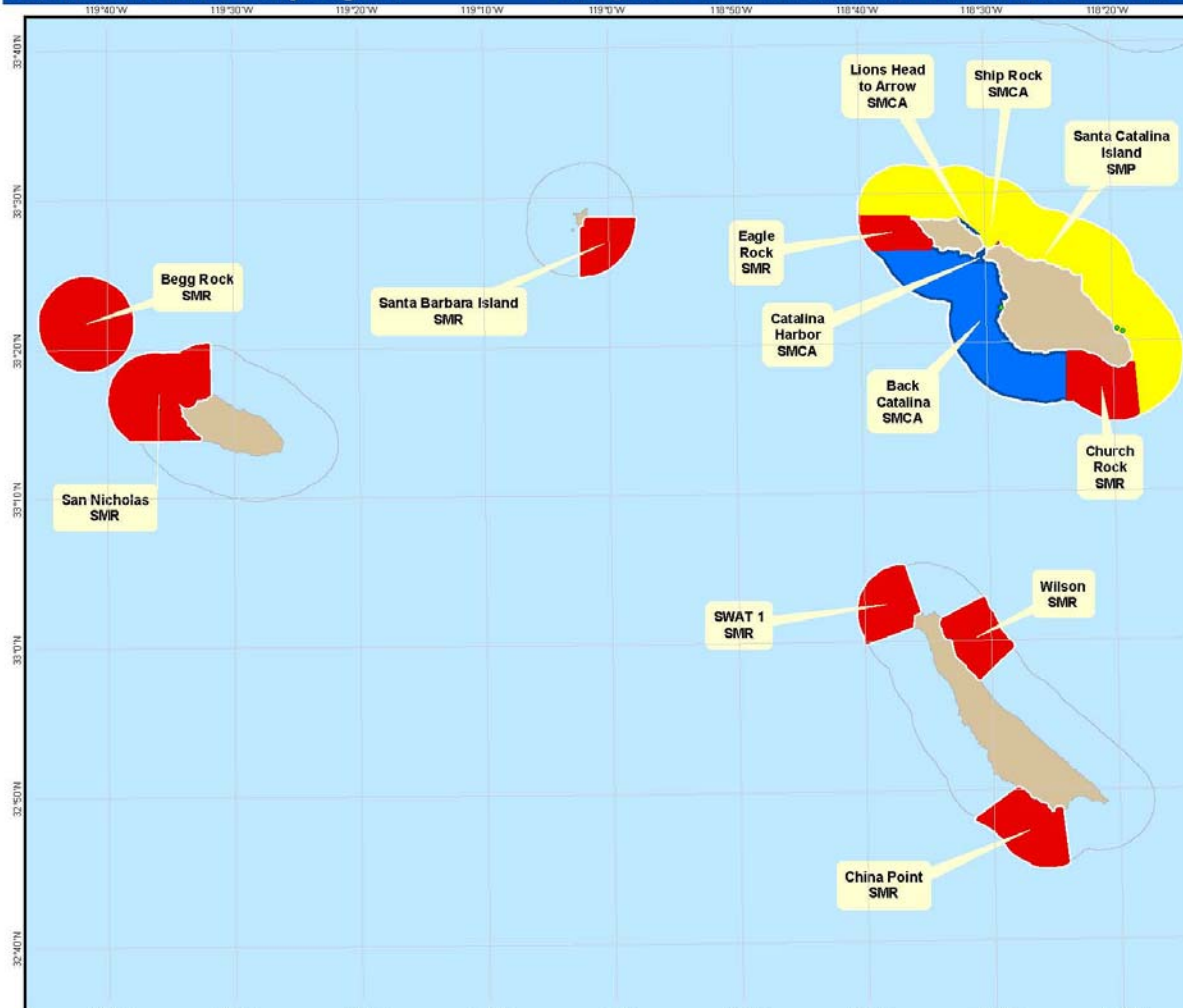 119°40'W
119°30'W
119°20'W
119°10'W
119°0'W
118°50'W
118°40'W
118°30'W
118°20'W
33°40'N
33°30'N
33°20'N
33°10'N
33°0'N
32°50'N
32°40'N
Lions Head
to Arrow
SMCA
Ship Rock
SMCA
Santa Catalina
Island
SMP
Eagle
Rock
SMR
Begg Rock
SMR
Santa Barbara Island
SMR
Catalina
Harbor
SMCA
Back
Catalina
SMCA
Church
Rock
SMR
San Nicholas
SMR
SWAT 1
SMR
Wilson
SMR
China Point
SMR